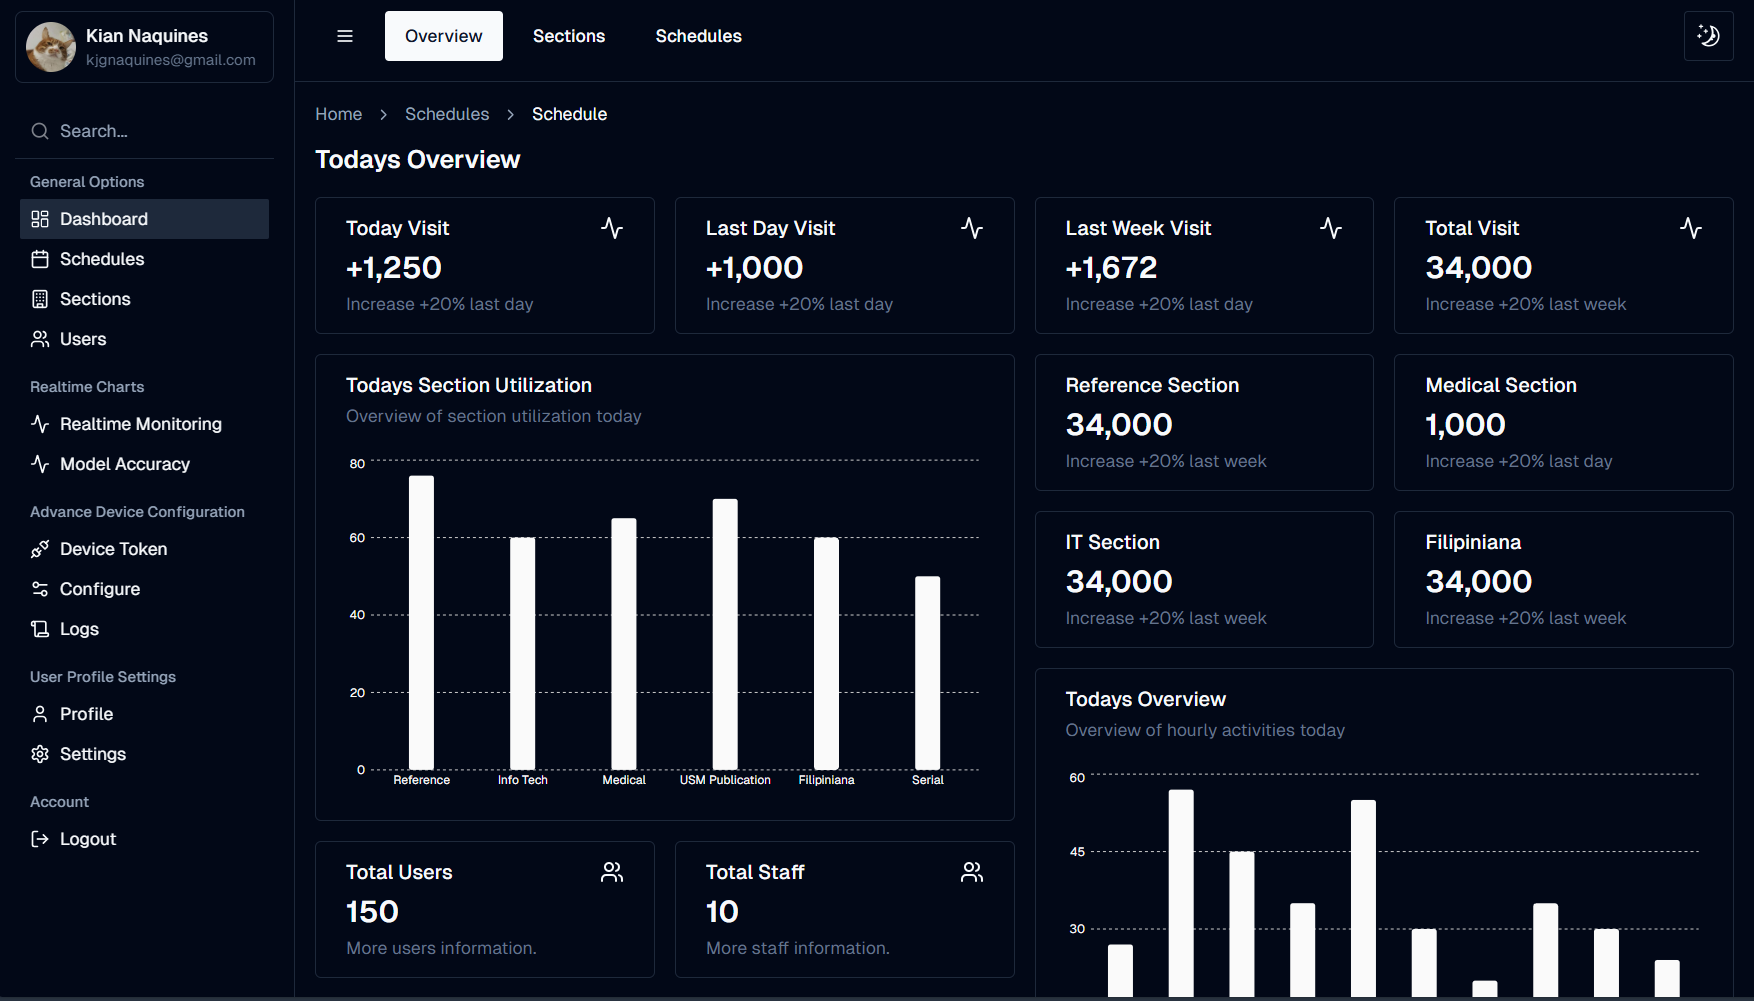 Kian Naquines
kjgnaquines@gmail.com
Search...
General Options
Dashboard
Schedules
Sections
Users
Realtime Charts
Realtime Monitoring
Model Accuracy
Advance Device Configuration
Device Token
Configure
Logs
User Profile Settings
Profile
Settings
Account
Logout
Overview Sections Schedules
Home > Schedules > Schedule
Todays Overview
Today Visit
+1,250
Increase +20% last day
Last Day Visit
+1,000
Increase +20% last day
Last Week Visit
+1,672
Increase +20% last day
Total Visit
34,000
Increase +20% last week
Todays Section Utilization
Overview of section utilization today
80
60
40
20
0
Reference Info Tech Medical USM Publication Filipiniana Serial
Reference Section
34,000
Increase +20% last week
Medical Section
1,000
Increase +20% last day
IT Section
34,000
Increase +20% last week
Filipiniana
34,000
Increase +20% last week
Total Users
150
More users information.
Total Staff
10
More staff information.
Todays Overview
Overview of hourly activities today
60
45
30